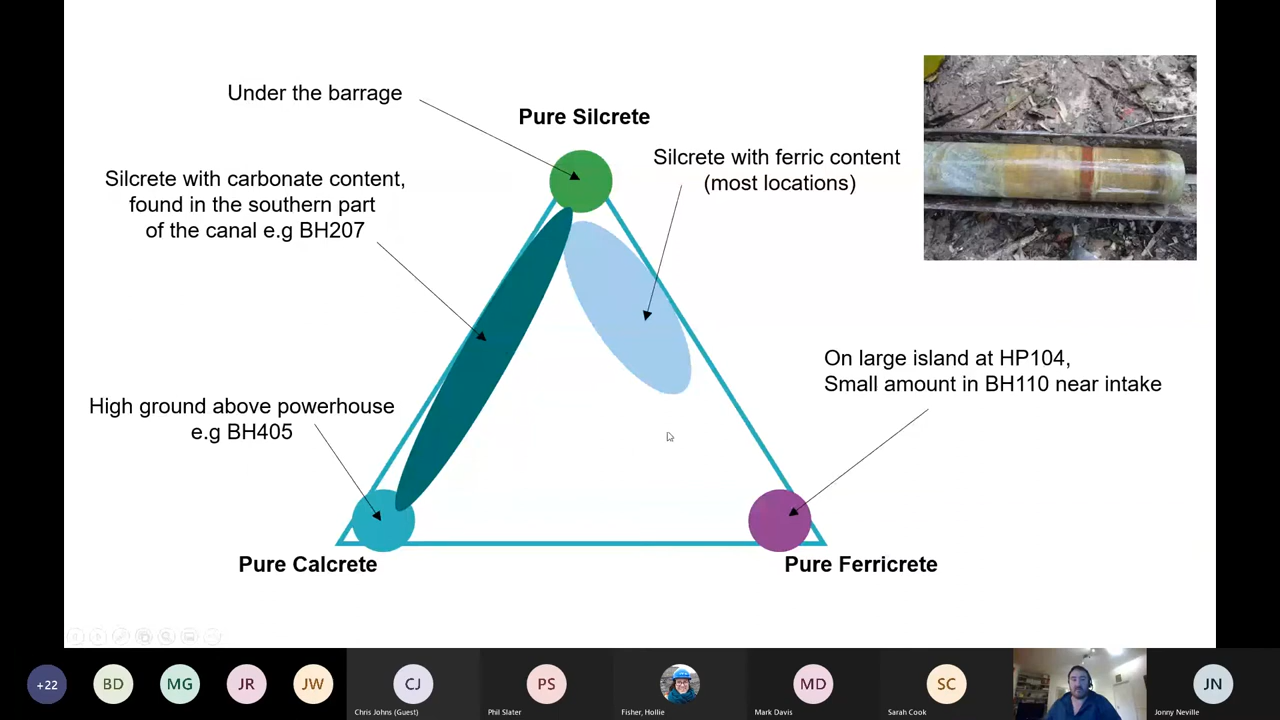 Under the barrage
Pure Silcrete
Silcrete with ferric content
(most locations)
Silcrete with carbonate content,
found in the southern part
of the canal e.g BH207
On large island at HP104,
Small amount in BH110 near intake
High ground above powerhouse
e.g BH405
Pure Calcrete
Pure Ferricrete
+22
BD
MG
JR
JW
CJ
Chris Johns (Guest)
PS
Phil Slater
Fisher, Hollie
MD
Mark Davis
SC
Sarah Cook
JN
Jonny Neville